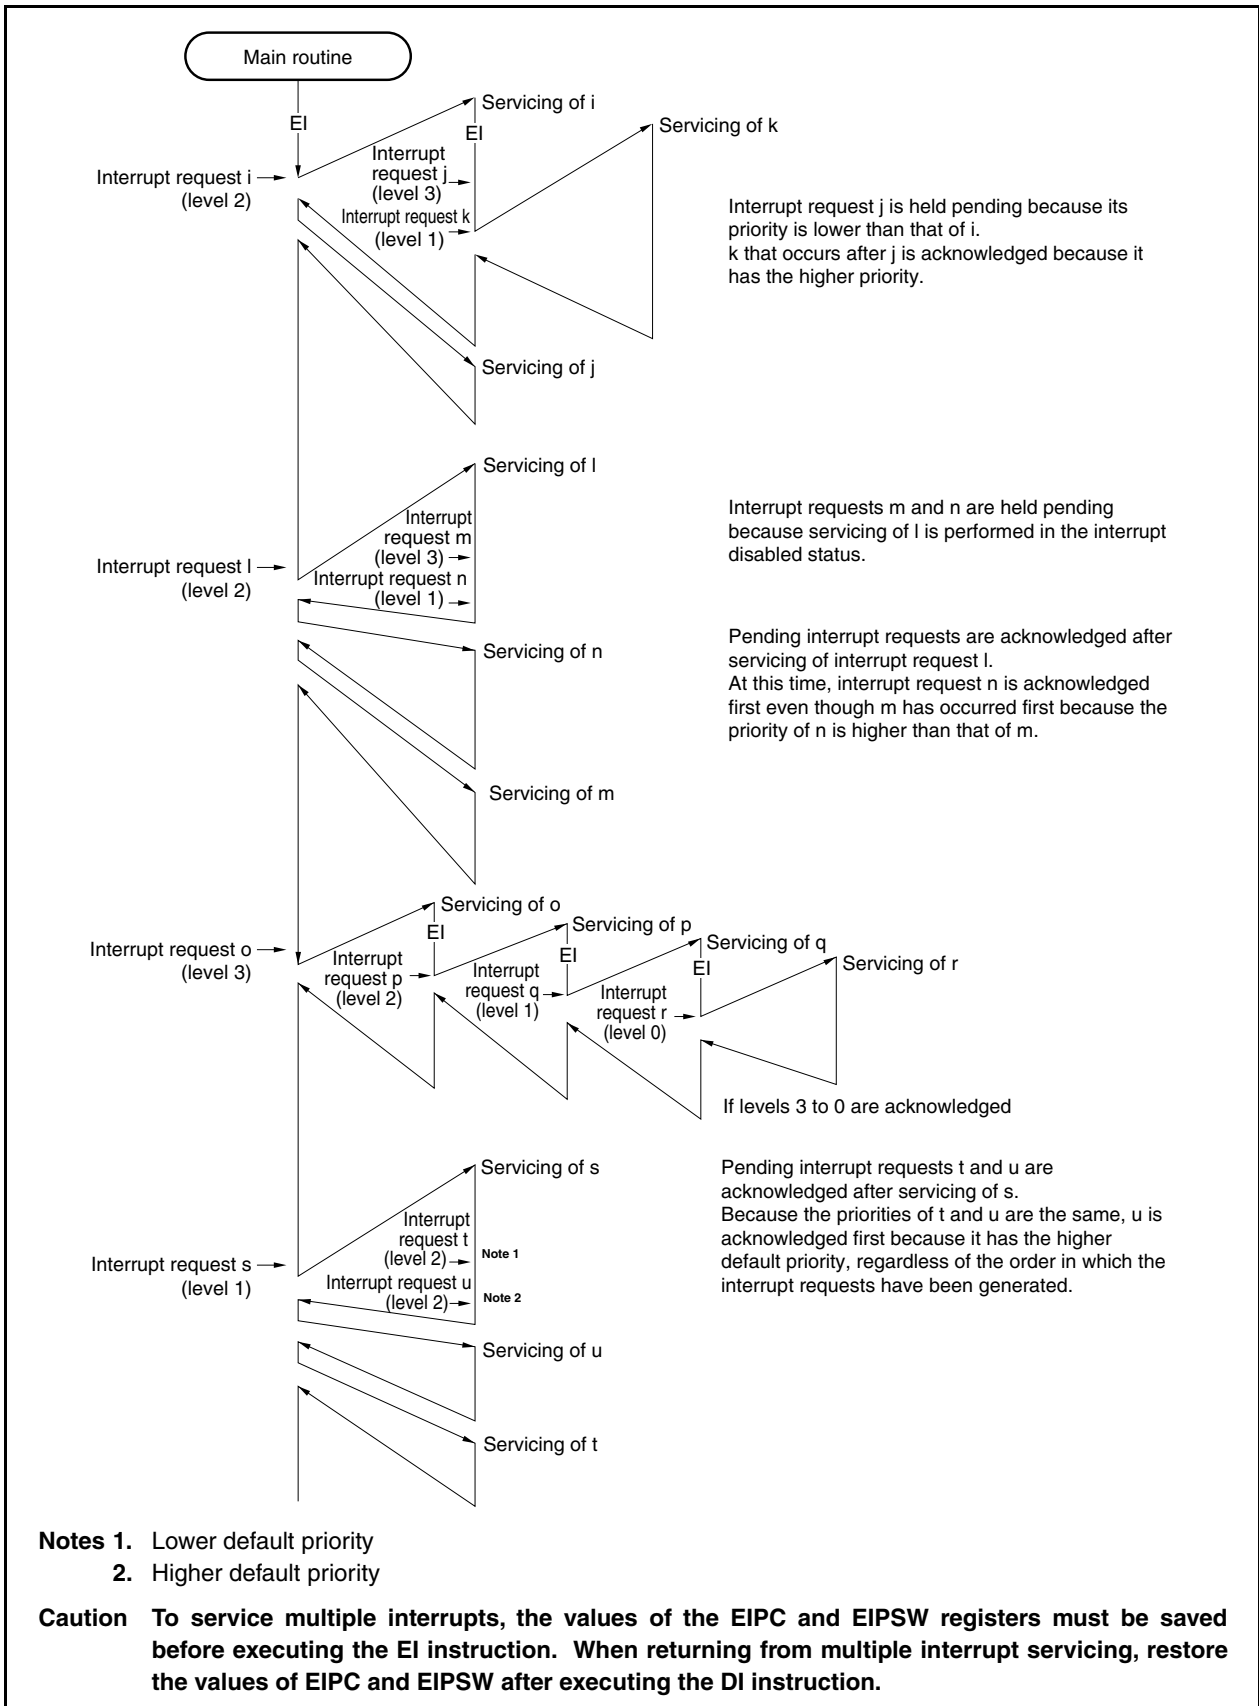 Main routine
EI
Interrupt request i
(level 2)
Servicing of i
EI
Interrupt
request j
(level 3)
Interrupt request k
(level 1)
Servicing of k
Interrupt request j is held pending because its
priority is lower than that of i.
k that occurs after j is acknowledged because it
has the higher priority.
Servicing of j
Servicing of l
Interrupt request l
(level 2)
Interrupt
request m
(level 3)
Interrupt request n
(level 1)
Interrupt requests m and n are held pending
because servicing of l is performed in the interrupt
disabled status.
Servicing of n
Pending interrupt requests are acknowledged after
servicing of interrupt request l.
At this time, interrupt request n is acknowledged
first even though m has occurred first because the
priority of n is higher than that of m.
Servicing of m
Interrupt request o
(level 3)
Servicing of o
EI
Interrupt
request p
(level 2)
Servicing of p
EI
Interrupt
request q
(level 1)
Servicing of q
EI
Interrupt
request r
(level 0)
Servicing of r
If levels 3 to 0 are acknowledged
Servicing of s
Interrupt request s
(level 1)
Interrupt
request t
(level 2)
Note 1
Interrupt request u
(level 2)
Note 2
Pending interrupt requests t and u are
acknowledged after servicing of s.
Because the priorities of t and u are the same, u is
acknowledged first because it has the higher
default priority, regardless of the order in which the
interrupt requests have been generated.
Servicing of u
Servicing of t
Notes 1. Lower default priority
2. Higher default priority
Caution To service multiple interrupts, the values of the EIPC and EIPSW registers must be saved
before executing the EI instruction. When returning from multiple interrupt servicing, restore
the values of EIPC and EIPSW after executing the DI instruction.